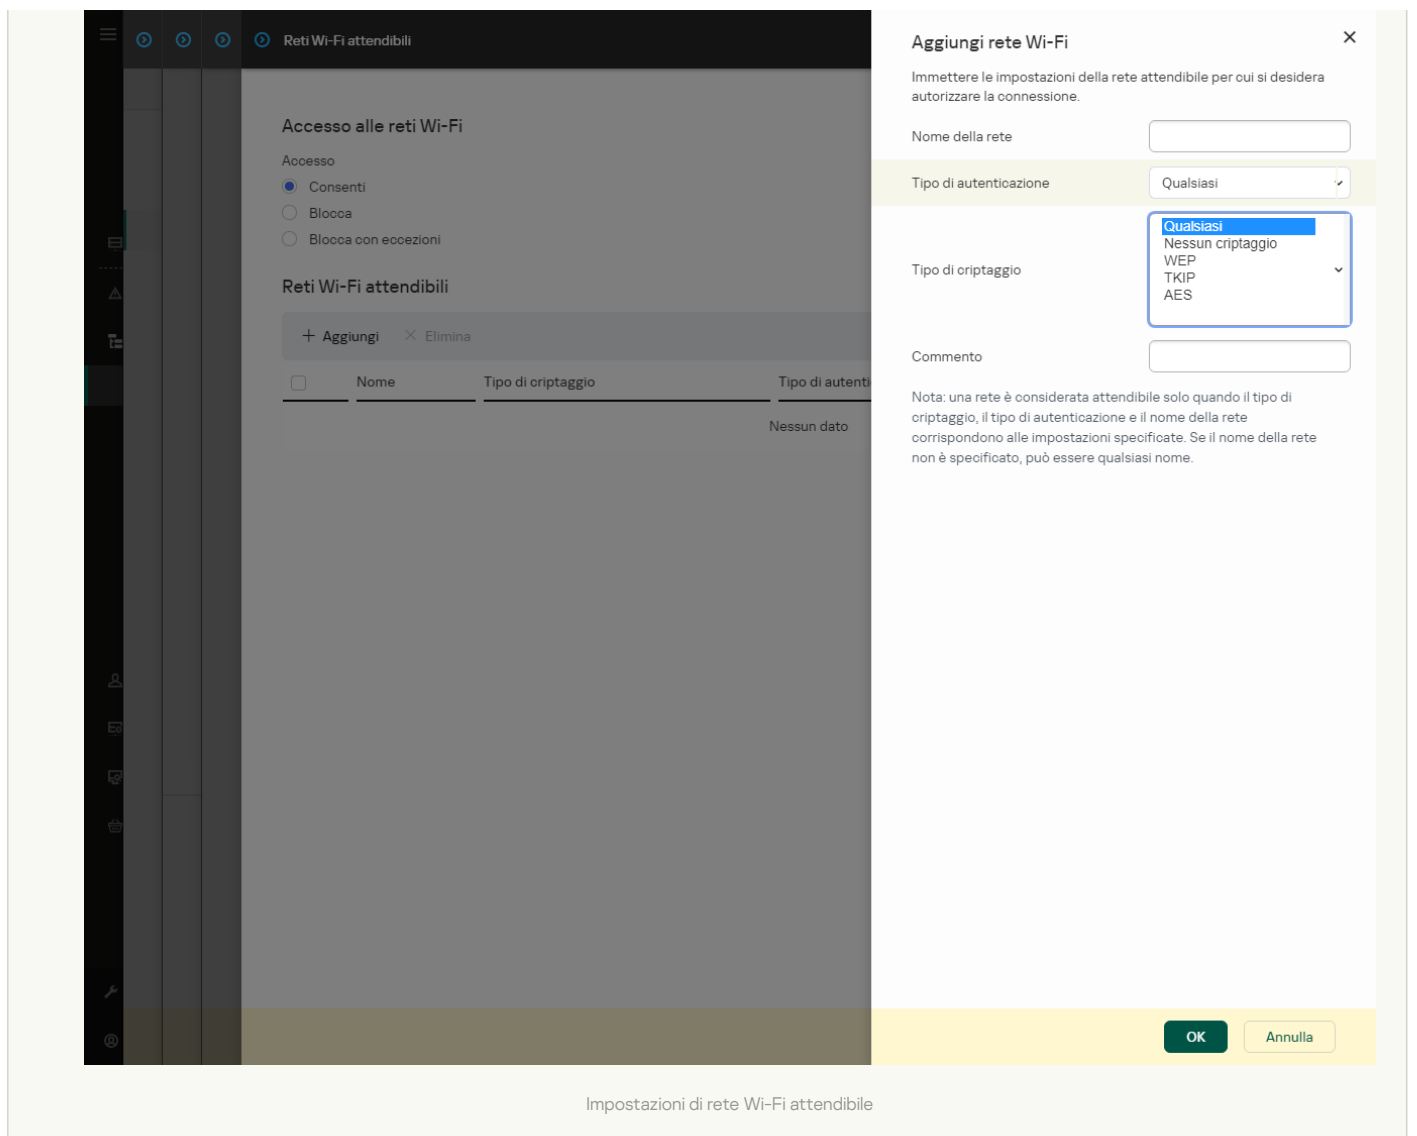 Reti Wi-Fi attendibili
Accesso alle reti Wi-Fi
Accesso
Consenti
Blocca
Blocca con eccezioni
Reti Wi-Fi attendibili
Aggiungi
Elimina
Nome
Tipo di criptaggio
Tipo di autenti
Nessun dato
Aggiungi rete Wi-Fi
Immettere le impostazioni della rete attendibile per cui si desidera
autorizzare la connessione.
Nome della rete
Tipo di autenticazione
Qualsiasi
Tipo di criptaggio
Qualsiasi
Nessun criptaggio
WEP
TKIP
AES
Commento
Nota: una rete è considerata attendibile solo quando il tipo di
criptaggio, il tipo di autenticazione e il nome della rete
corrispondono alle impostazioni specificate. Se il nome della rete
non è specificato, può essere qualsiasi nome.
OK
Annulla
Impostazioni di rete Wi-Fi attendibile